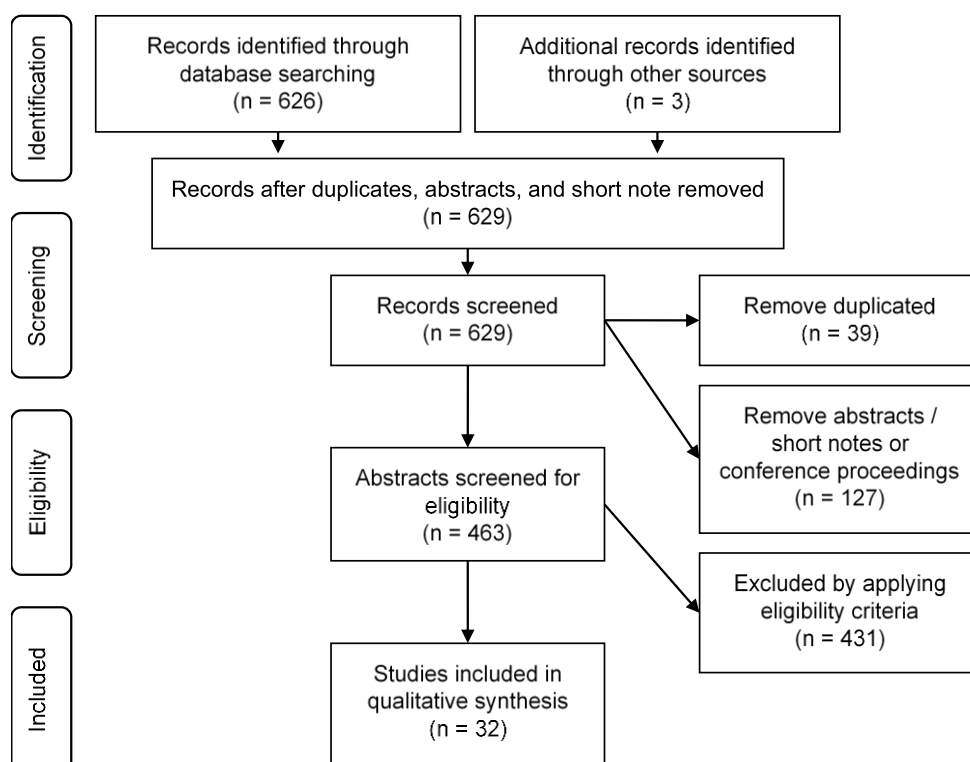 Identification
Records identified through
database searching
(n = 626)
Additional records identified
through other sources
(n = 3)
Records after duplicates, abstracts, and short note removed
(n = 629)
Screening
Records screened
(n = 629)
Remove duplicated
(n = 39)
Remove abstracts /
short notes or
conference proceedings
(n = 127)
Eligibility
Abstracts screened for
eligibility
(n = 463)
Excluded by applying
eligibility criteria
(n = 431)
Included
Studies included in
qualitative synthesis
(n = 32)